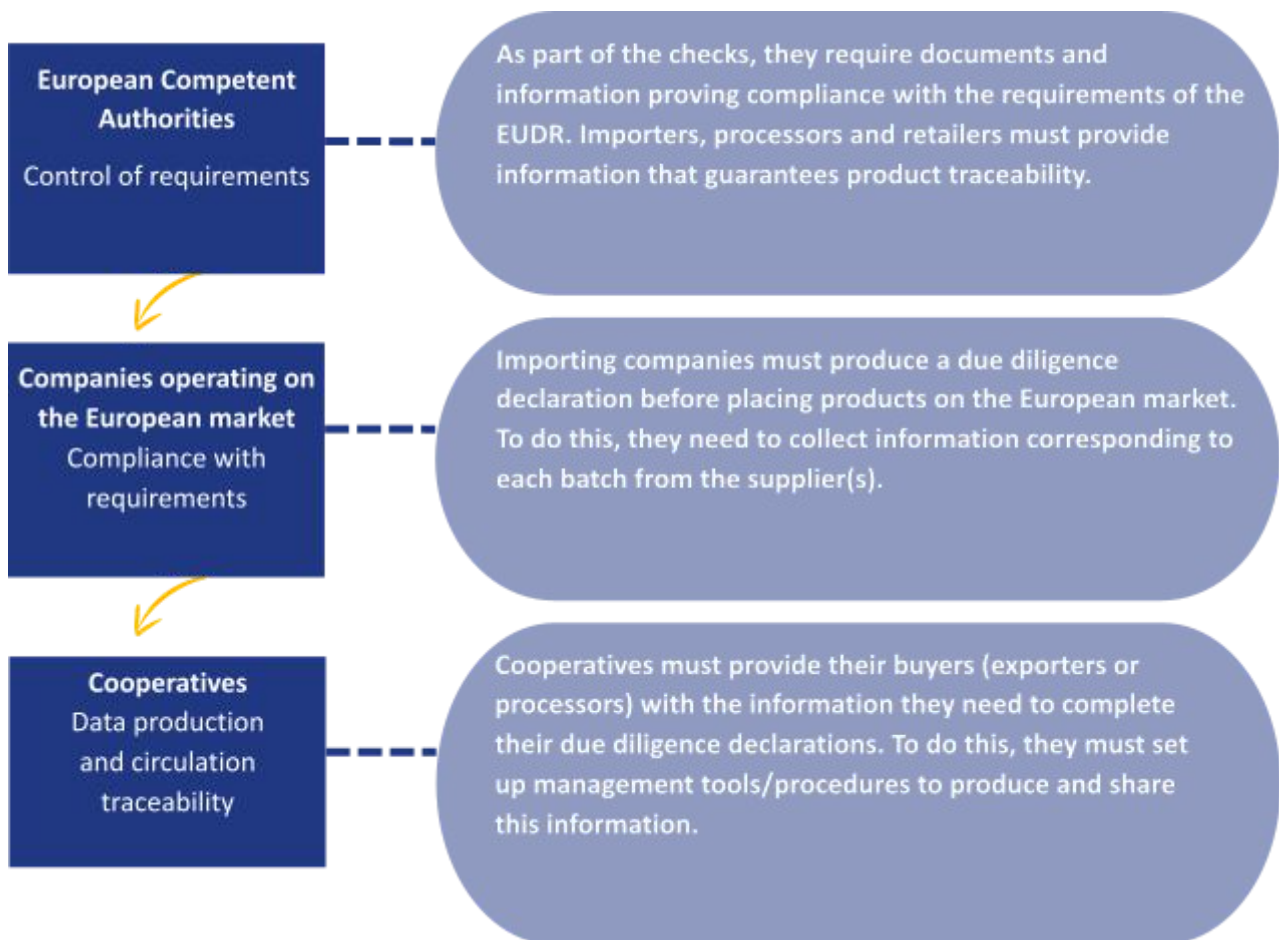 European Competent
Authorities
Control of requirements
As part of the checks, they require documents and
information proving compliance with the requirements of the
EUDR. Importers, processors and retailers must provide
information that guarantees product traceability.
Companies operating on
the European market
Compliance with
requirements
Importing companies must produce a due diligence
declaration before placing products on the European market.
To do this, they need to collect information corresponding to
each batch from the supplier(s).
Cooperatives
Data production
and circulation
traceability
Cooperatives must provide their buyers (exporters or
processors) with the information they need to complete
their due diligence declarations. To do this, they must set
up management tools/procedures to produce and share
this information.